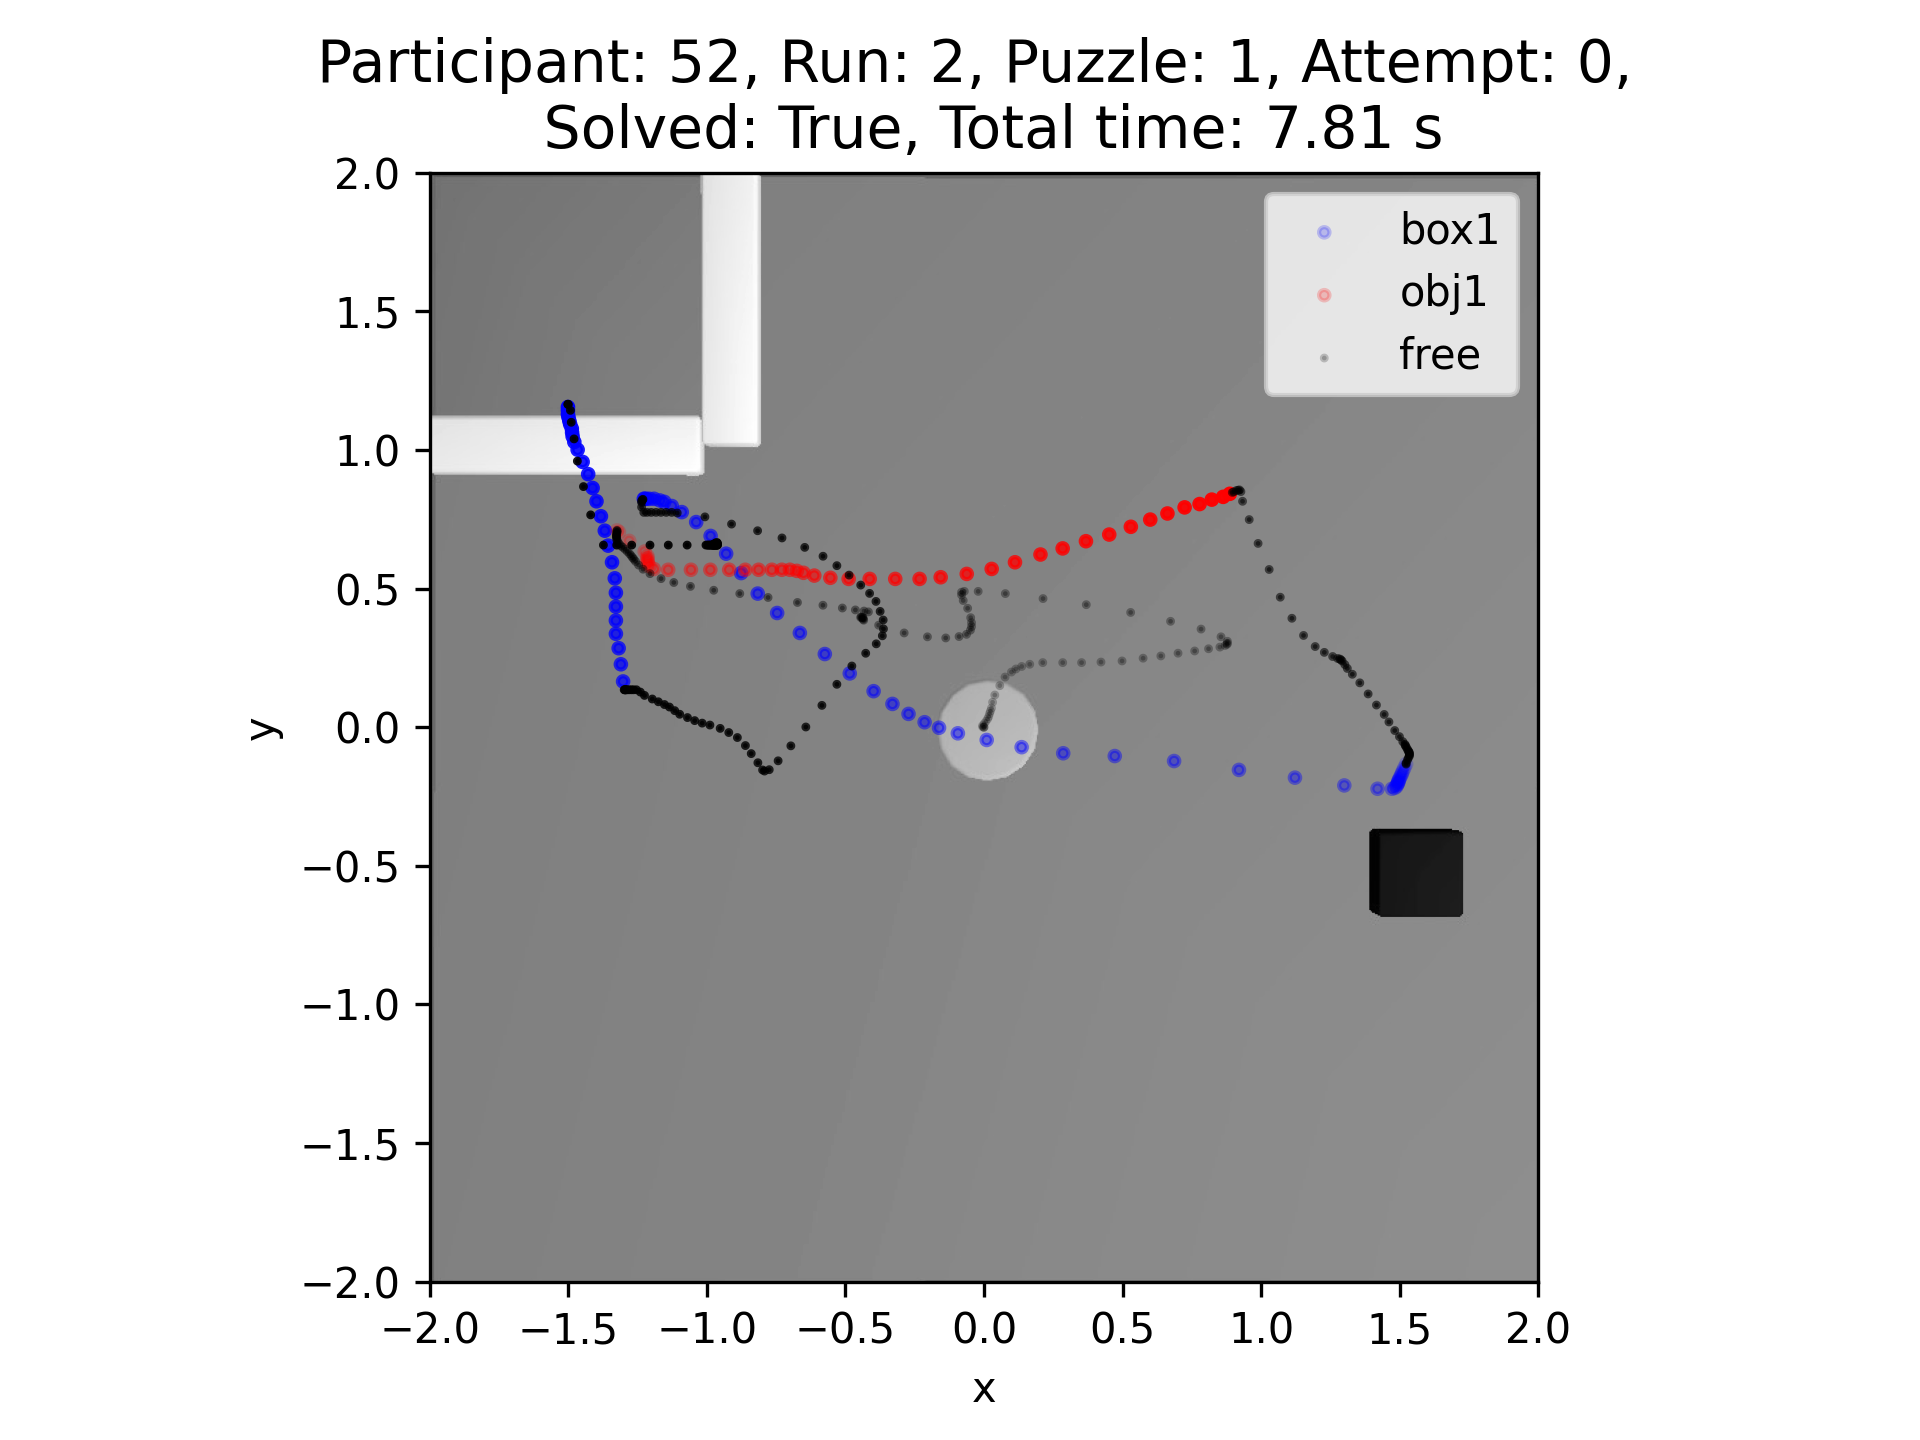 Participant: 52, Run: 2, Puzzle: 1, Attempt: 0,
Solved: True, Total time: 7.81 s
box1
obj1
free
2.0
1.5
1.0
0.5
0.0
−0.5
−1.0
−1.5
−2.0
y
−2.0 −1.5 −1.0 −0.5 0.0 0.5 1.0 1.5 2.0
x